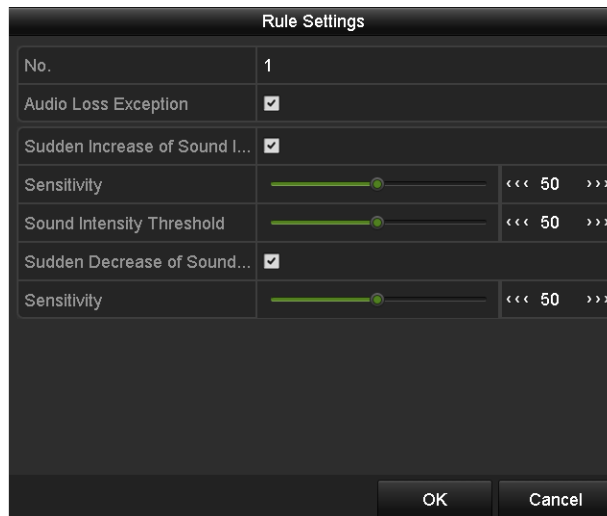 Rule Settings
No. 1
Audio Loss Exception
Sudden Increase of Sound I...
Sensitivity ‹‹‹ 50 ›››
Sound Intensity Threshold ‹‹‹ 50 ›››
Sudden Decrease of Sound...
Sensitivity ‹‹‹ 50 ›››
OK Cancel